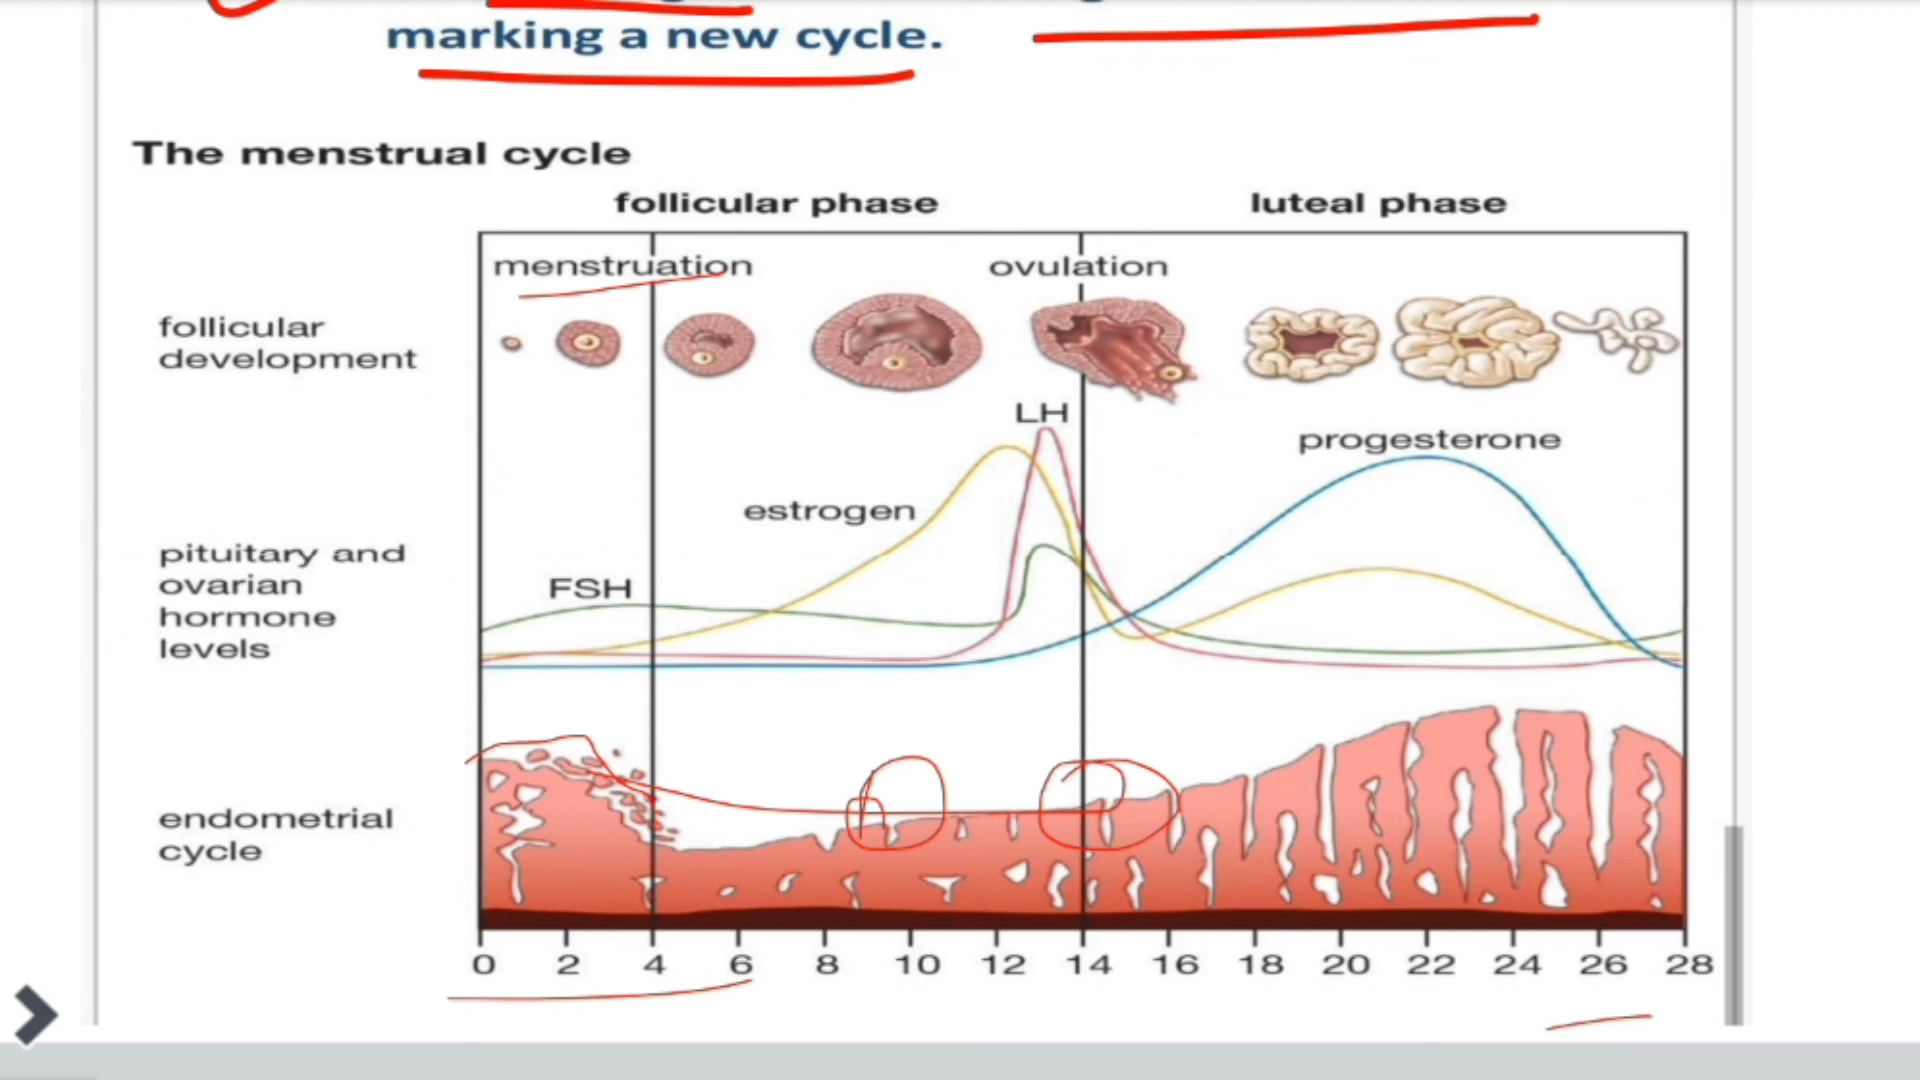 marking a new cycle.
The menstrual cycle
follicular phase
luteal phase
menstruation
ovulation
follicular
development
LH
progesterone
estrogen
pituitary and
ovarian
hormone
levels
FSH
endometrial
cycle
0 2 4 6 8 10 12 14 16 18 20 22 24 26 28